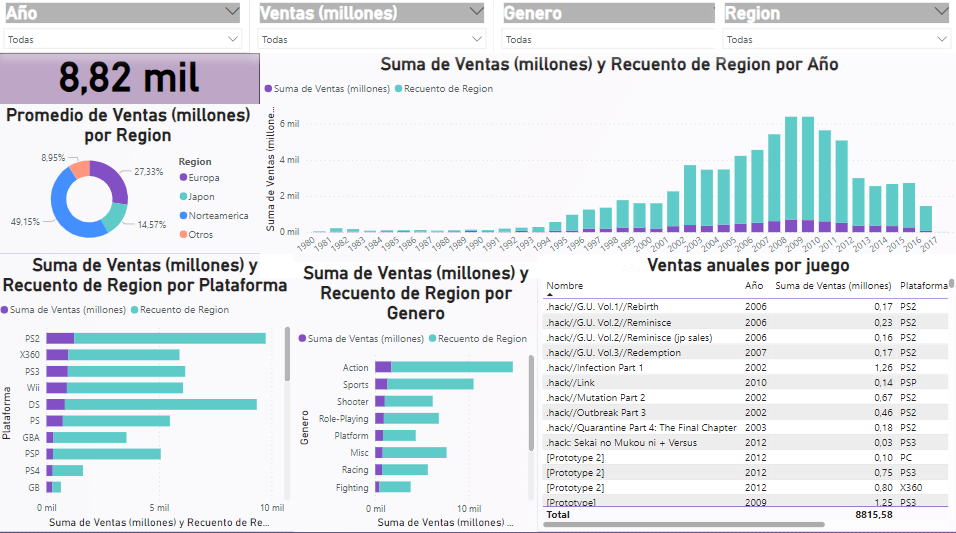 Año
Ventas (millones)
Genero
Region
Todas
Todas
Todas
Todas
8,82 mil
Promedio de Ventas (millones)
por Region
8,95%
27,33%
49,15%
14,57%
Region
Europa
Japon
Norteamerica
Otros
Suma de Ventas (millones) y Recuento de Region por Año
Suma de Ventas (millones)
Recuento de Region
Suma de Ventas (millone...
6 mil
4 mil
2 mil
0 mil
1980
1981
1982
1983
1984
1985
1986
1987
1988
1989
1990
1991
1992
1993
1994
1995
1996
1997
1998
1999
2000
2001
2002
2003
2004
2005
2006
2007
2008
2009
2010
2011
2012
2013
2014
2015
2016
2017
Suma de Ventas (millones) y
Recuento de Region por Plataforma
Suma de Ventas (millones)
Recuento de Region
Plataforma
PS2
X360
PS3
Wii
DS
PS
GBA
PSP
PS4
GB
0 mil
5 mil
10 mil
Suma de Ventas (millones) y Recuento de Re...
Suma de Ventas (millones) y
Recuento de Region por
Genero
Suma de Ventas (millones)
Recuento de Region
Genero
Action
Sports
Shooter
Role-Playing
Platform
Misc
Racing
Fighting
0 mil
10 mil
Suma de Ventas (millones) ...
Ventas anuales por juego
Nombre Año Suma de Ventas (millones) Plataforma
.hack//G.U. Vol.1//Rebirth 2006 0,17 PS2
.hack//G.U. Vol.2//Reminisce 2006 0,23 PS2
.hack//G.U. Vol.2//Reminisce (jp sales) 2006 0,16 PS2
.hack//G.U. Vol.3//Redemption 2007 0,17 PS2
.hack//Infection Part 1 2002 1,26 PS2
.hack//Link 2010 0,14 PSP
.hack//Mutation Part 2 2002 0,67 PS2
.hack//Outbreak Part 3 2002 0,46 PS2
.hack//Quarantine Part 4: The Final Chapter 2003 0,18 PS2
.hack: Sekai no Mukou ni + Versus 2012 0,03 PS3
[Prototype 2] 2012 0,10 PC
[Prototype 2] 2012 0,75 PS3
[Prototype 2] 2012 0,80 X360
[Prototype] 2009 1,25 PS3
Total 8815,58